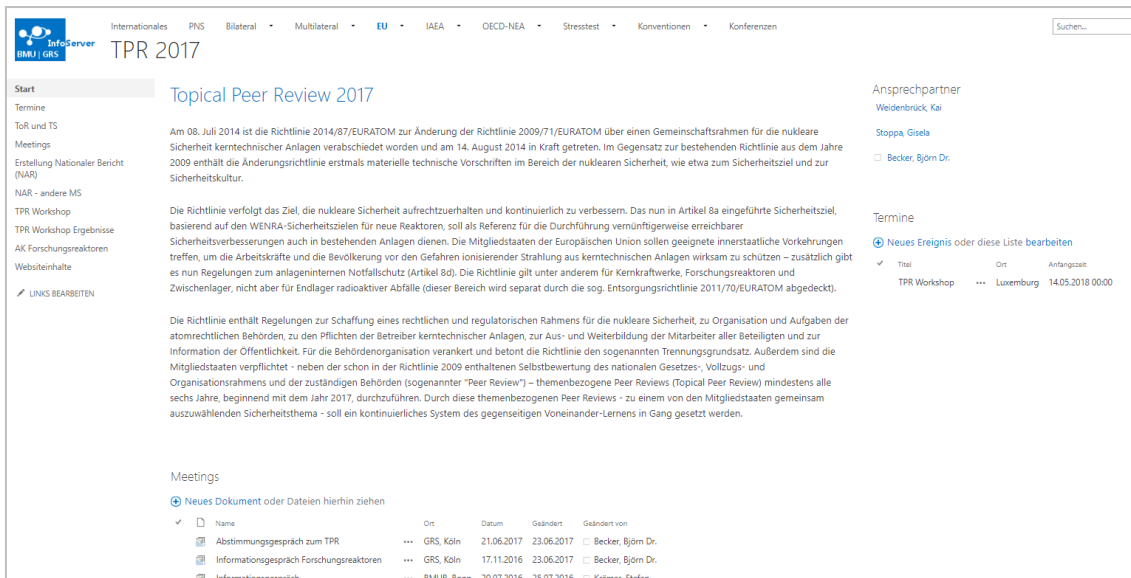 Internationales PNS Bilateral Multilateral EU IAEA OECD-NEA Stresstest Konventionen Konferenzen
Suchen...
InfoServer
BMU | GRS
TPR 2017
Start
Termine
ToR und TS
Meetings
Erstellung Nationaler Bericht
(NAR)
NAR - andere MS
TPR Workshop
TPR Workshop Ergebnisse
AK Forschungsreaktoren
Websiteinhalte
LINKS BEARBEITEN
Topical Peer Review 2017
Am 08. Juli 2014 ist die Richtlinie 2014/87/EURATOM zur Änderung der Richtlinie 2009/71/EURATOM über einen Gemeinschaftsrahmen für die nukleare
Sicherheit kerntechnischer Anlagen verabschiedet worden und am 14. August 2014 in Kraft getreten. Im Gegensatz zur bestehenden Richtlinie aus dem Jahre
2009 enthält die Änderungsrichtlinie erstmals materielle technische Vorschriften im Bereich der nuklearen Sicherheit, wie etwa zum Sicherheitsziel und zur
Sicherheitskultur.
Die Richtlinie verfolgt das Ziel, die nukleare Sicherheit aufrechtzuerhalten und kontinuierlich zu verbessern. Das nun in Artikel 8a eingeführte Sicherheitsziel,
basierend auf den WENRA-Sicherheitszielen für neue Reaktoren, soll als Referenz für die Durchführung vernünftigerweise erreichbarer
Sicherheitsverbesserungen auch in bestehenden Anlagen dienen. Die Mitgliedstaaten der Europäischen Union sollen geeignete innerstaatliche Vorkehrungen
treffen, um die Arbeitskräfte und die Bevölkerung vor den Gefahren ionisierender Strahlung aus kerntechnischen Anlagen wirksam zu schützen – zusätzlich gibt
es nun Regelungen zum anlageninternen Notfallschutz (Artikel 8d). Die Richtlinie gilt unter anderem für Kernkraftwerke, Forschungsreaktoren und
Zwischenlager, nicht aber für Endlager radioaktiver Abfälle (dieser Bereich wird separat durch die sog. Entsorgungsrichtlinie 2011/70/EURATOM abgedeckt).
Die Richtlinie enthält Regelungen zur Schaffung eines rechtlichen und regulatorischen Rahmens für die nukleare Sicherheit, zu Organisation und Aufgaben der
atomrechtlichen Behörden, zu den Pflichten der Betreiber kerntechnischer Anlagen, zur Aus- und Weiterbildung der Mitarbeiter aller Beteiligten und zur
Information der Öffentlichkeit. Für die Behördenorganisation verankert und betont die Richtlinie den sogenannten Trennungsgrundsatz. Außerdem sind die
Mitgliedstaaten verpflichtet - neben der schon in der Richtlinie 2009 enthaltenen Selbstbewertung des nationalen Gesetzes-, Vollzugs- und
Organisationsrahmens und der zuständigen Behörden (sogenannter "Peer Review") – themenbezogene Peer Reviews (Topical Peer Review) mindestens alle
sechs Jahre, beginnend mit dem Jahr 2017, durchzuführen. Durch diese themenbezogenen Peer Reviews - zu einem von den Mitgliedstaaten gemeinsam
auszuwählenden Sicherheitsthema - soll ein kontinuierliches System des gegenseitigen Voneinander-Lernens in Gang gesetzt werden.
Meetings
Neues Dokument oder Dateien hierhin ziehen
Name Ort Datum Geändert Geändert von
Abstimmungsgespräch zum TPR ... GRS, Köln 21.06.2017 23.06.2017 Becker, Björn Dr.
Informationsgespräch Forschungsreaktoren ... GRS, Köln 17.11.2016 23.06.2017 Becker, Björn Dr.
Informationsgespräch ... BMUB, Bonn 20.07.2016 25.07.2016 Krämer, Stefan
Ansprechpartner
Weidenbrück, Kai
Stoppa, Gisela
Becker, Björn Dr.
Termine
Neues Ereignis oder diese Liste bearbeiten
Titel Ort Anfangszeit
TPR Workshop ... Luxemburg 14.05.2018 00:00